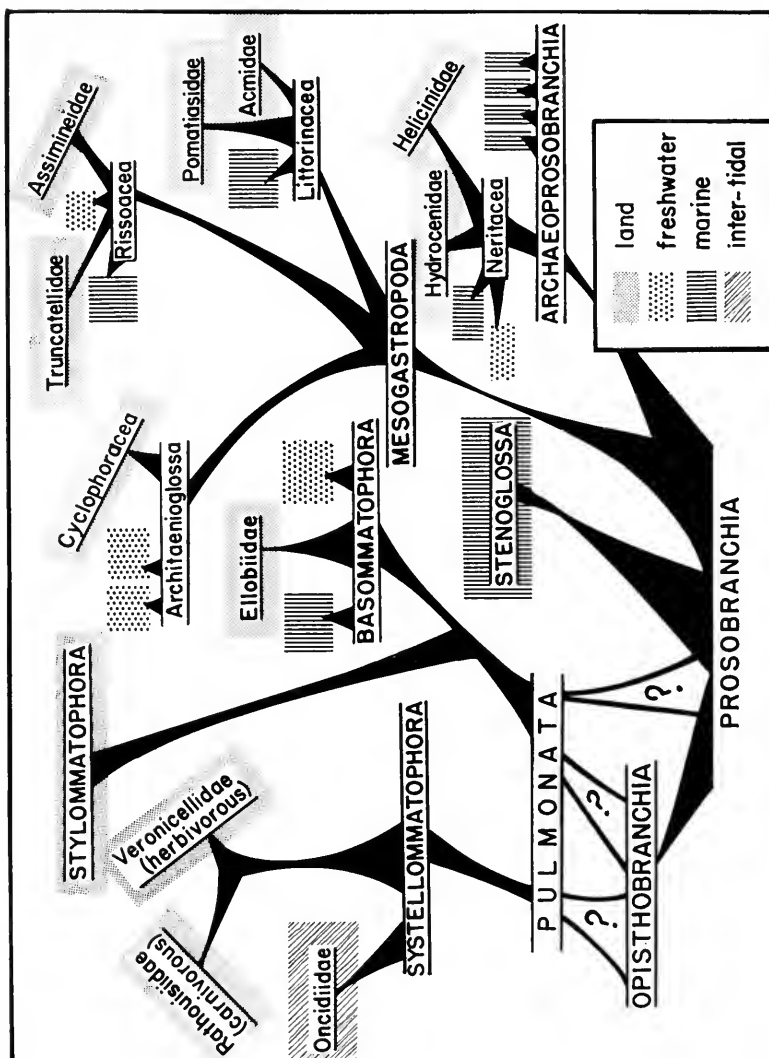 STYLOMMATOPHORA
Rathouisiidae
(carnivorous)
Veronicellidae
(herbivorous)
Oncidiidae
SYSTELLOMMATOPHORA
PULMONATA
?
?
?
OPISTHOBRANCHIA
PROSOBRANCHIA
Cyclophoracea
Architaenioglossa
Ellobiidae
BASOMMATOPHORA
STENOGLOSSA
Truncatellidae
Assimineidae
Rissoacea
Pomatiasidae
Acmidae
Littorinacea
MESOGASTROPODA
Hydrocenidae
Helicinidae
Neritacea
ARCHAEOPROSOBRANCHIA
land
freshwater
marine
inter-tidal